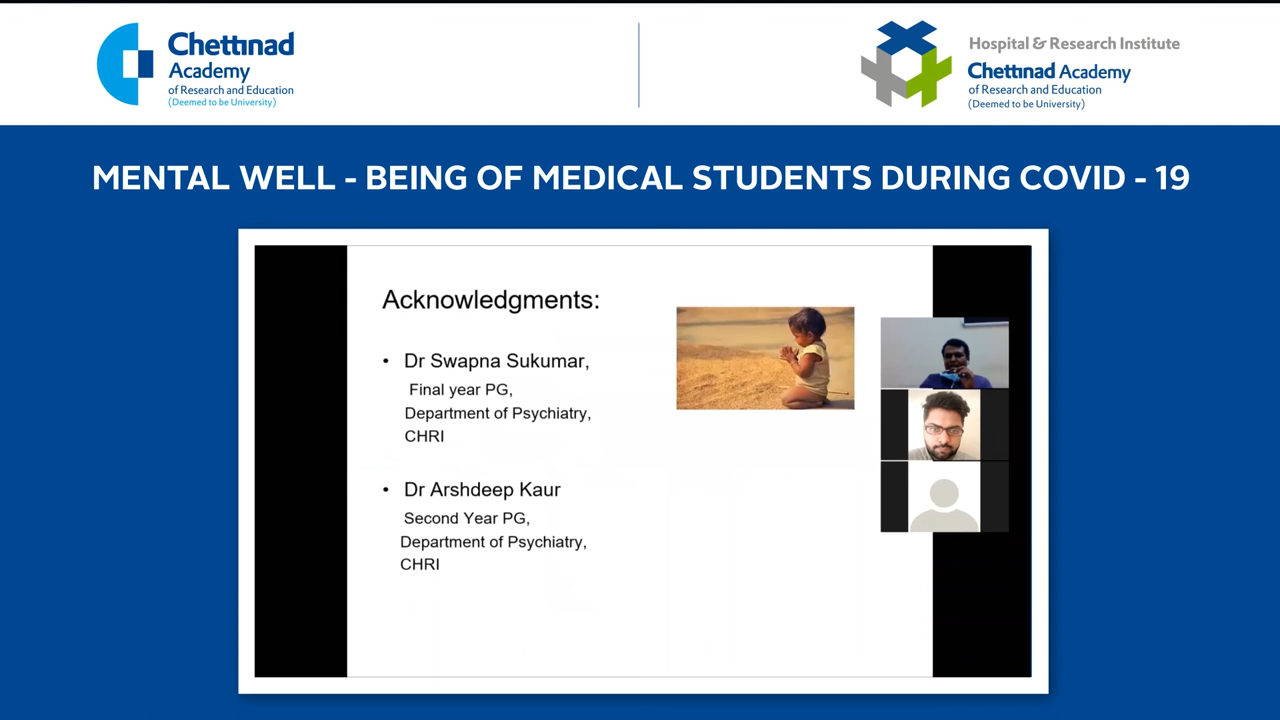 Chettinad
Academy
of Research and Education
(Deemed to be University)
Hospital & Research Institute
Chettinad Academy
of Research and Education
(Deemed to be University)
MENTAL WELL - BEING OF MEDICAL STUDENTS DURING COVID - 19
Acknowledgments:
• Dr Swapna Sukumar,
Final year PG,
Department of Psychiatry,
CHRI
• Dr Arshdeep Kaur
Second Year PG,
Department of Psychiatry,
CHRI